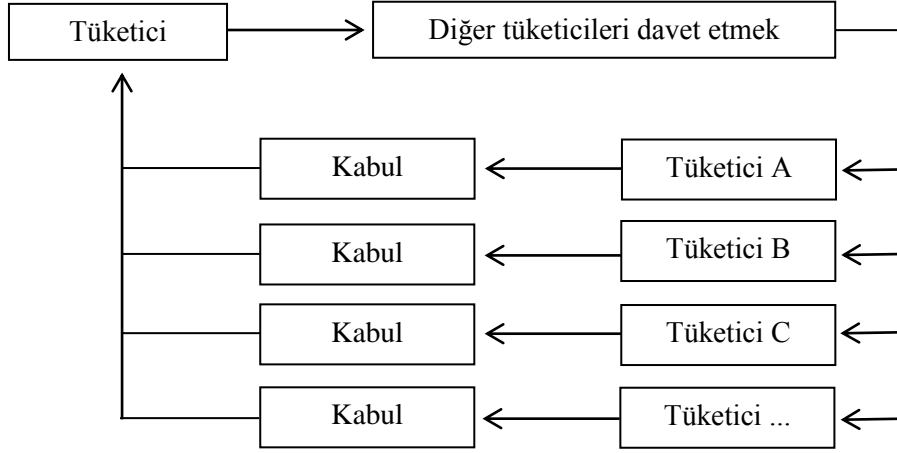 Tüketici
Diğer tüketicileri davet etmek
Kabul
Tüketici A
Kabul
Tüketici B
Kabul
Tüketici C
Kabul
Tüketici ...